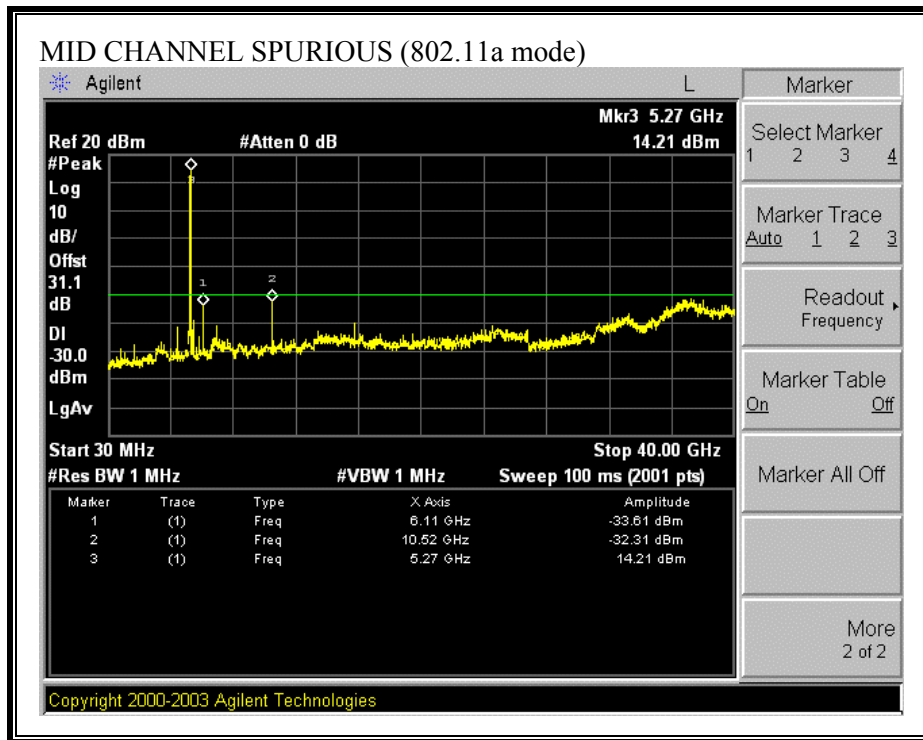 MID CHANNEL SPURIOUS (802.11a mode)
Agilent L
Mkr3 5.27 GHz
Ref 20 dBm #Atten 0 dB 14.21 dBm
#Peak
Log
10
dB/
Offst
31.1
dB
DI
-30.0
dBm
LgAv
3
1
2
Start 30 MHz Stop 40.00 GHz
#Res BW 1 MHz #VBW 1 MHz Sweep 100 ms (2001 pts)
Marker Trace Type X Axis Amplitude
1 (1) Freq 6.11 GHz -33.61 dBm
2 (1) Freq 10.52 GHz -32.31 dBm
3 (1) Freq 5.27 GHz 14.21 dBm
Marker
Select Marker
1 2 3 4
Marker Trace
Auto 1 2 3
Readout
Frequency
Marker Table
On Off
Marker All Off
More
2 of 2
Copyright 2000-2003 Agilent Technologies